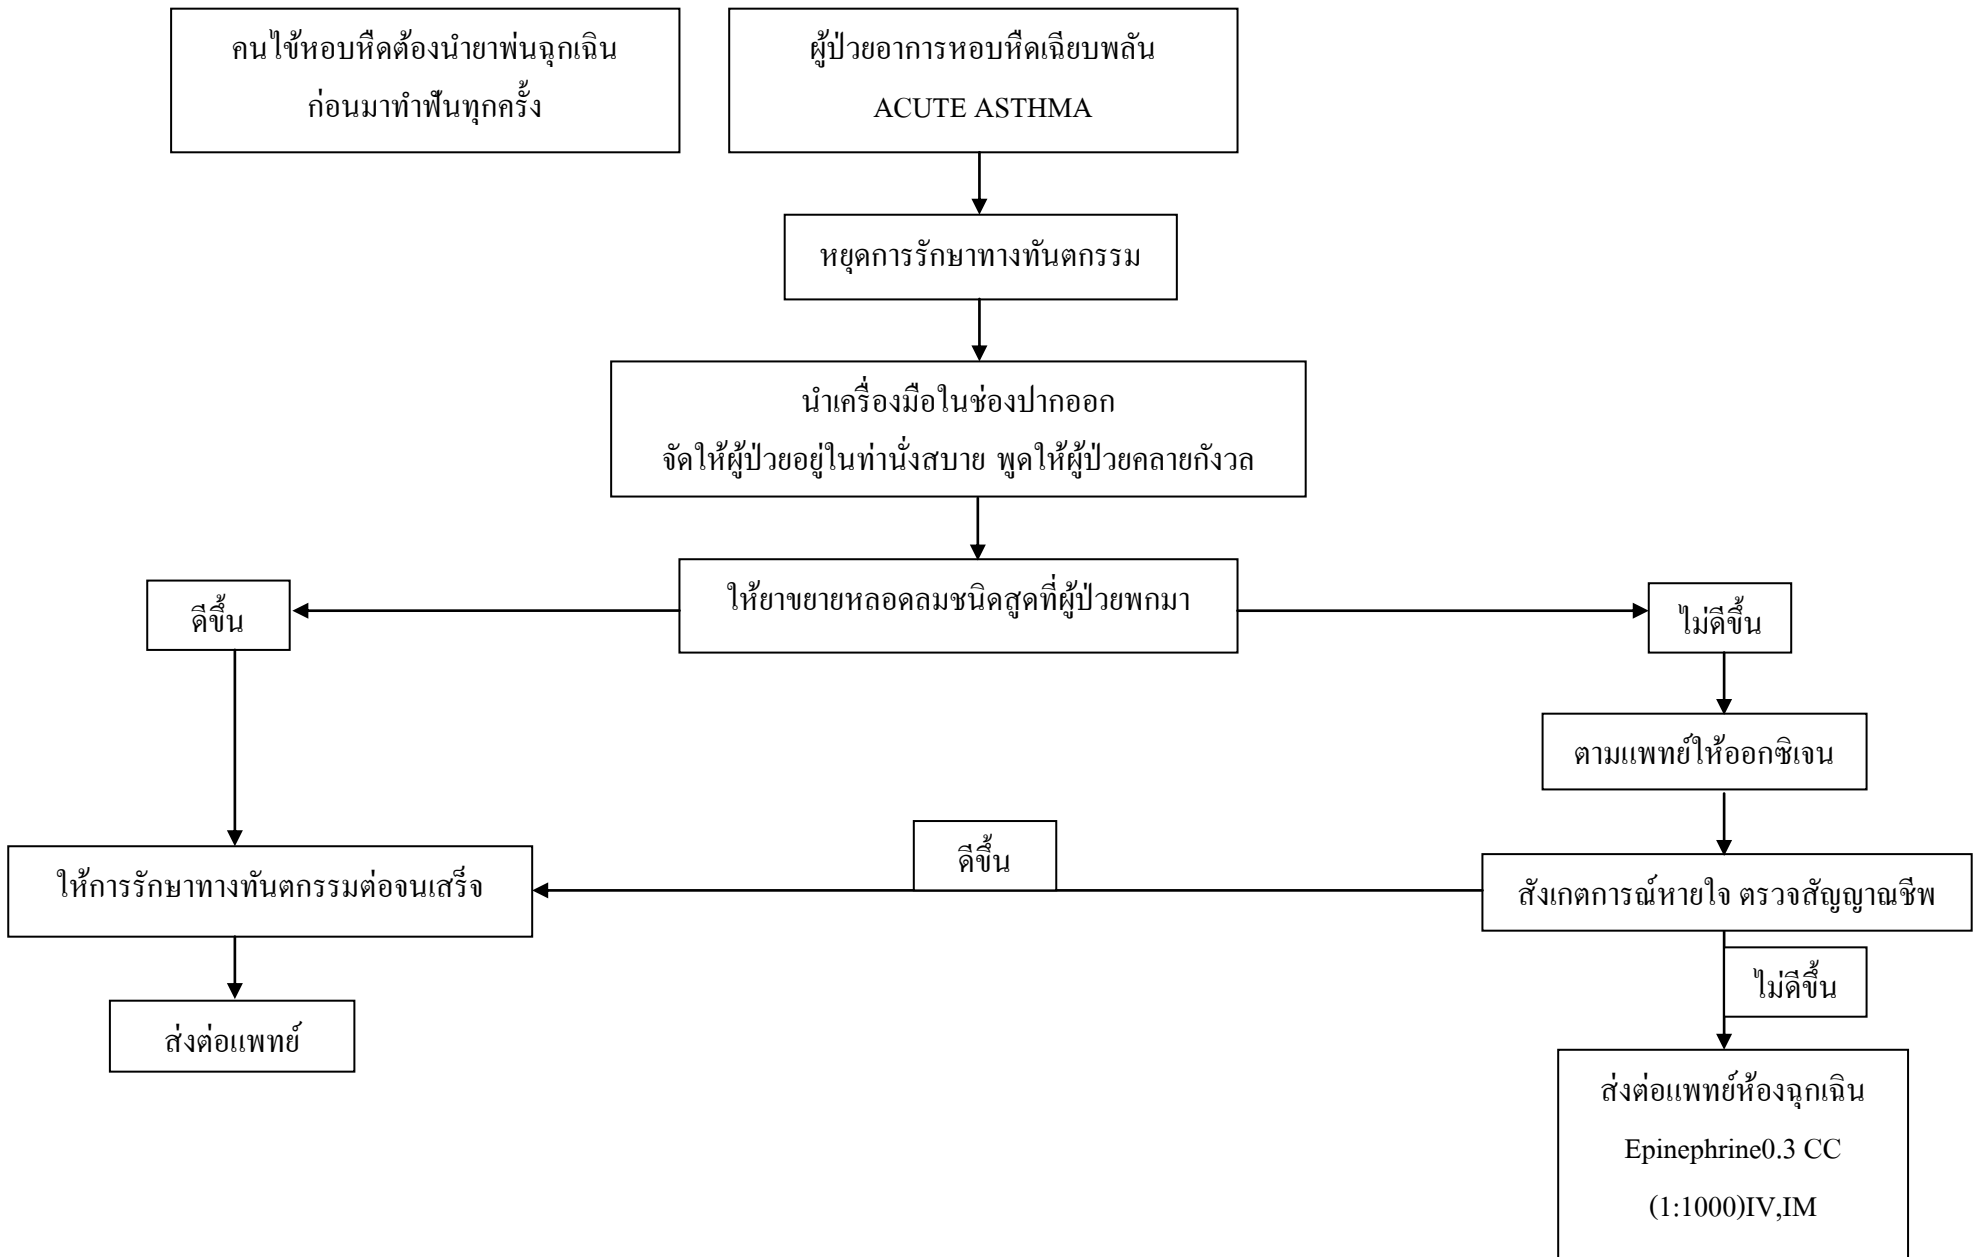 คนไข้หอบหืดต้องนำยาพ่นฉุกเฉิน
ก่อนมาทำฟันทุกครั้ง
ผู้ป่วยอาการหอบหืดเฉียบพลัน
ACUTE ASTHMA
หยุดการรักษาทางทันตกรรม
นำเครื่องมือในช่องปากออก
จัดให้ผู้ป่วยอยู่ในท่านั่งสบาย พูดให้ผู้ป่วยคลายกังวล
ให้ยาขยายหลอดลมชนิดสูดที่ผู้ป่วยพกมา
ดีขึ้น
ไม่ดีขึ้น
ตามแพทย์ให้ออกซิเจน
ดีขึ้น
ให้การรักษาทางทันตกรรมต่อจนเสร็จ
สังเกตการณ์หายใจ ตรวจสัญญาณชีพ
ไม่ดีขึ้น
ส่งต่อแพทย์
ส่งต่อแพทย์ห้องฉุกเฉิน
Epinephrine0.3 CC
(1:1000)IV,IM